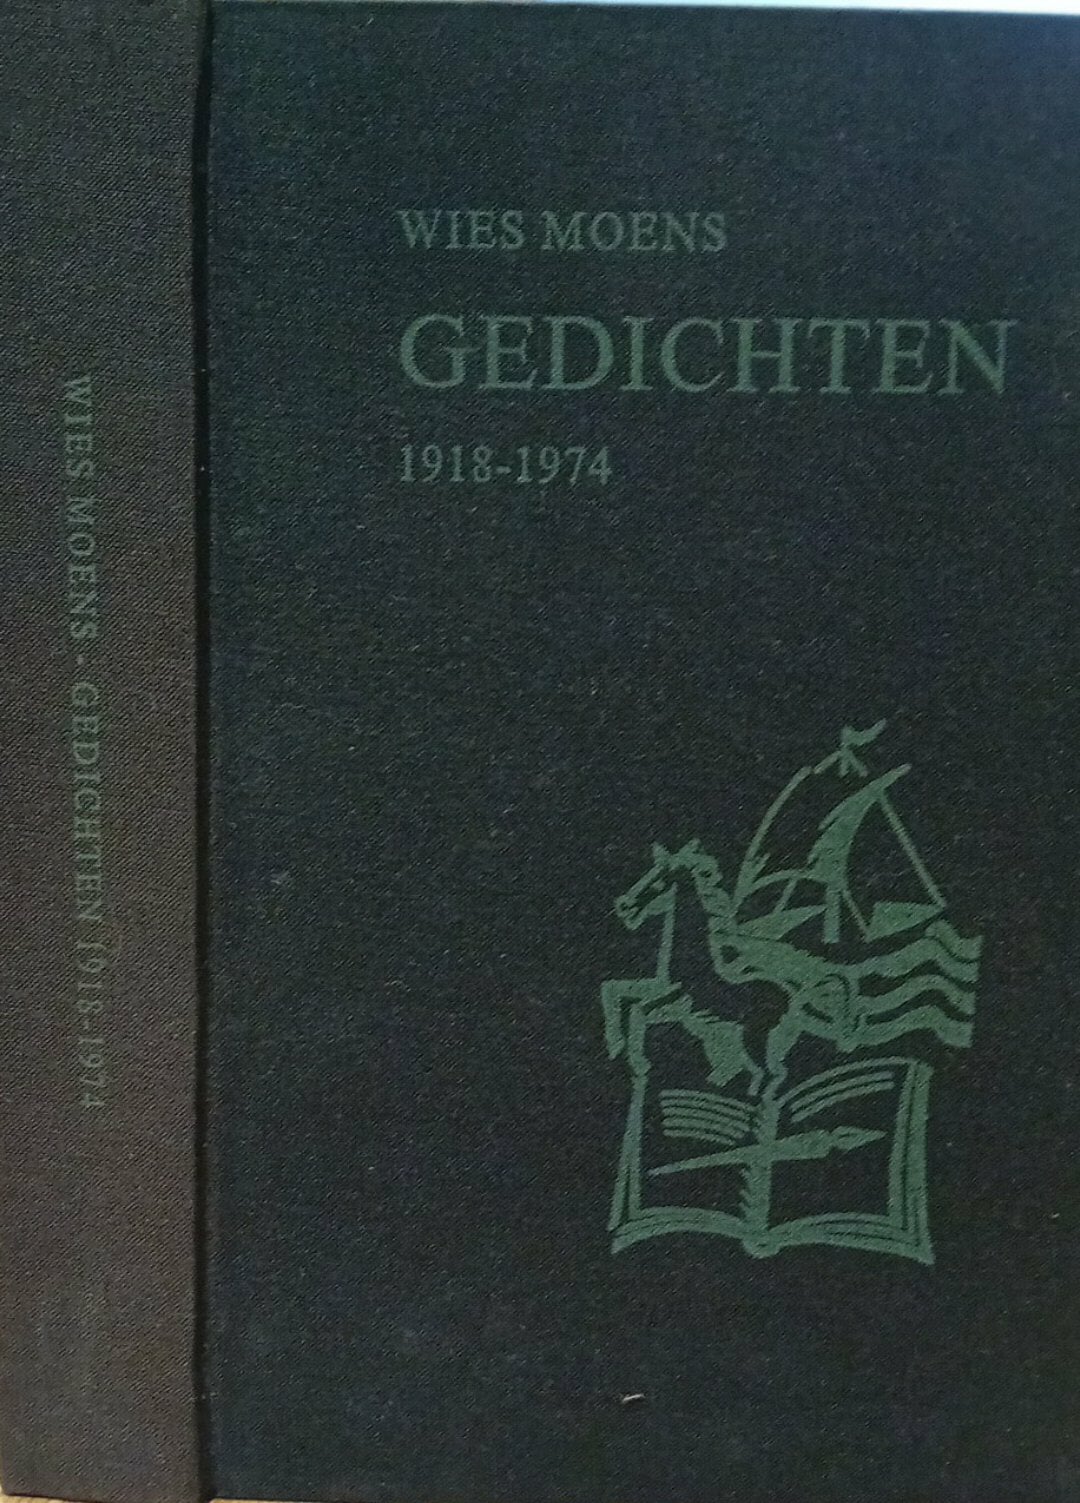 WIES MOENS
GEDICHTEN
1918-1974
WIES MOENS · GEDICHTEN 1918-1974